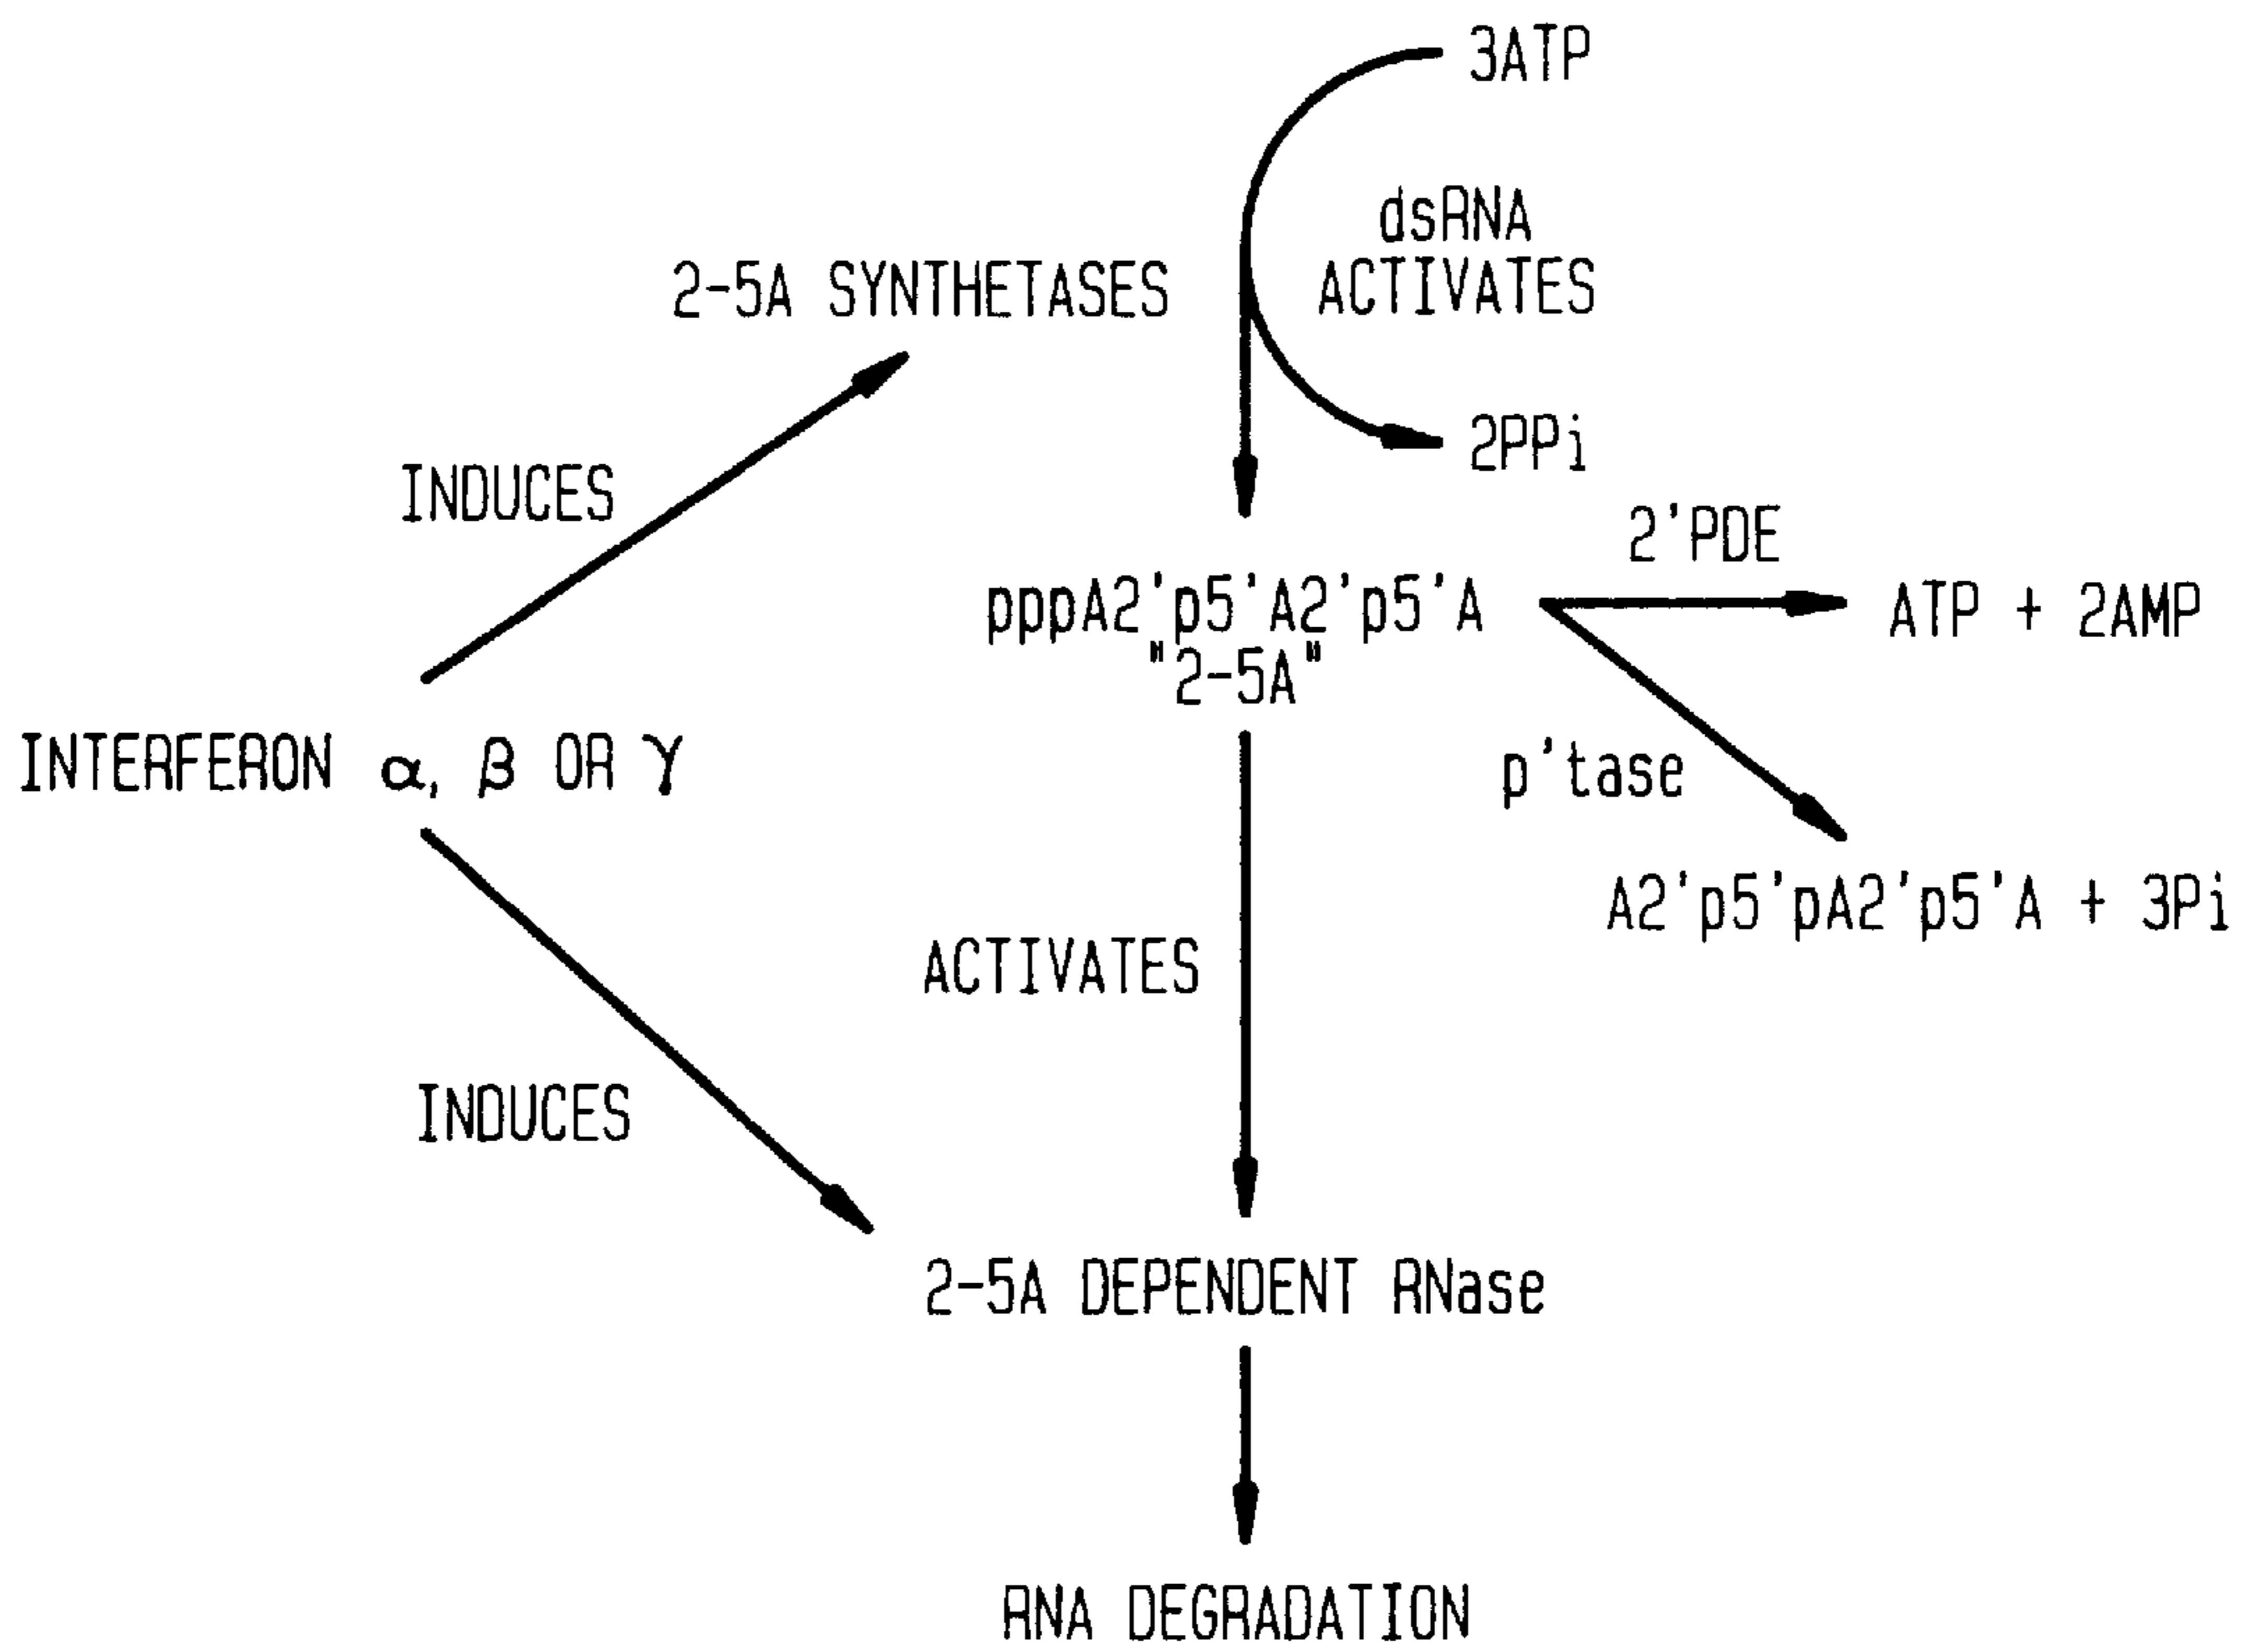 3ATP
dsRNA
ACTIVATES
2-5A SYNTHETASES
2PPi
INDUCES
2'PDE
pppA2'p5'A2'p5'A
"2-5A"
ATP + 2AMP
INTERFERON α, β OR γ
p'tase
A2'p5'pA2'p5'A + 3Pi
ACTIVATES
INDUCES
2-5A DEPENDENT RNase
RNA DEGRADATION